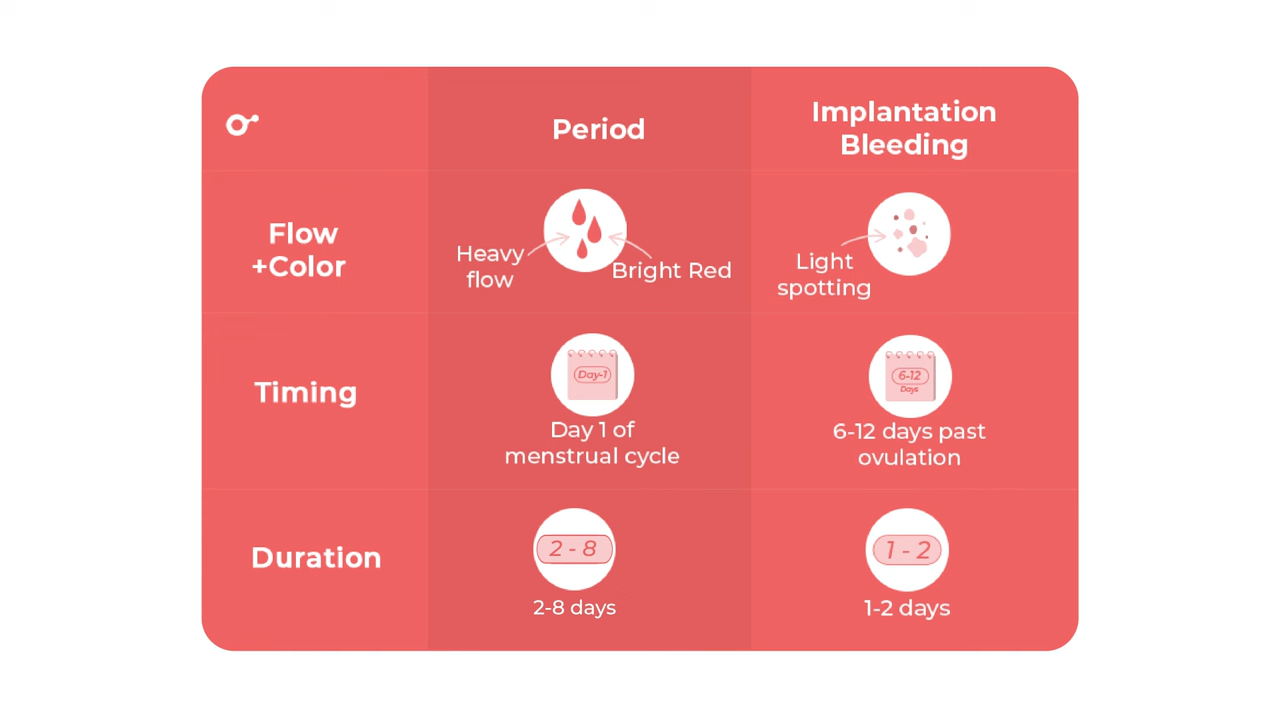 Period
Implantation
Bleeding
Flow
+Color
Heavy
flow
Bright Red
Light
spotting
Timing
Day-1
Day 1 of
menstrual cycle
6-12
Days
6-12 days past
ovulation
Duration
2 - 8
2-8 days
1 - 2
1-2 days